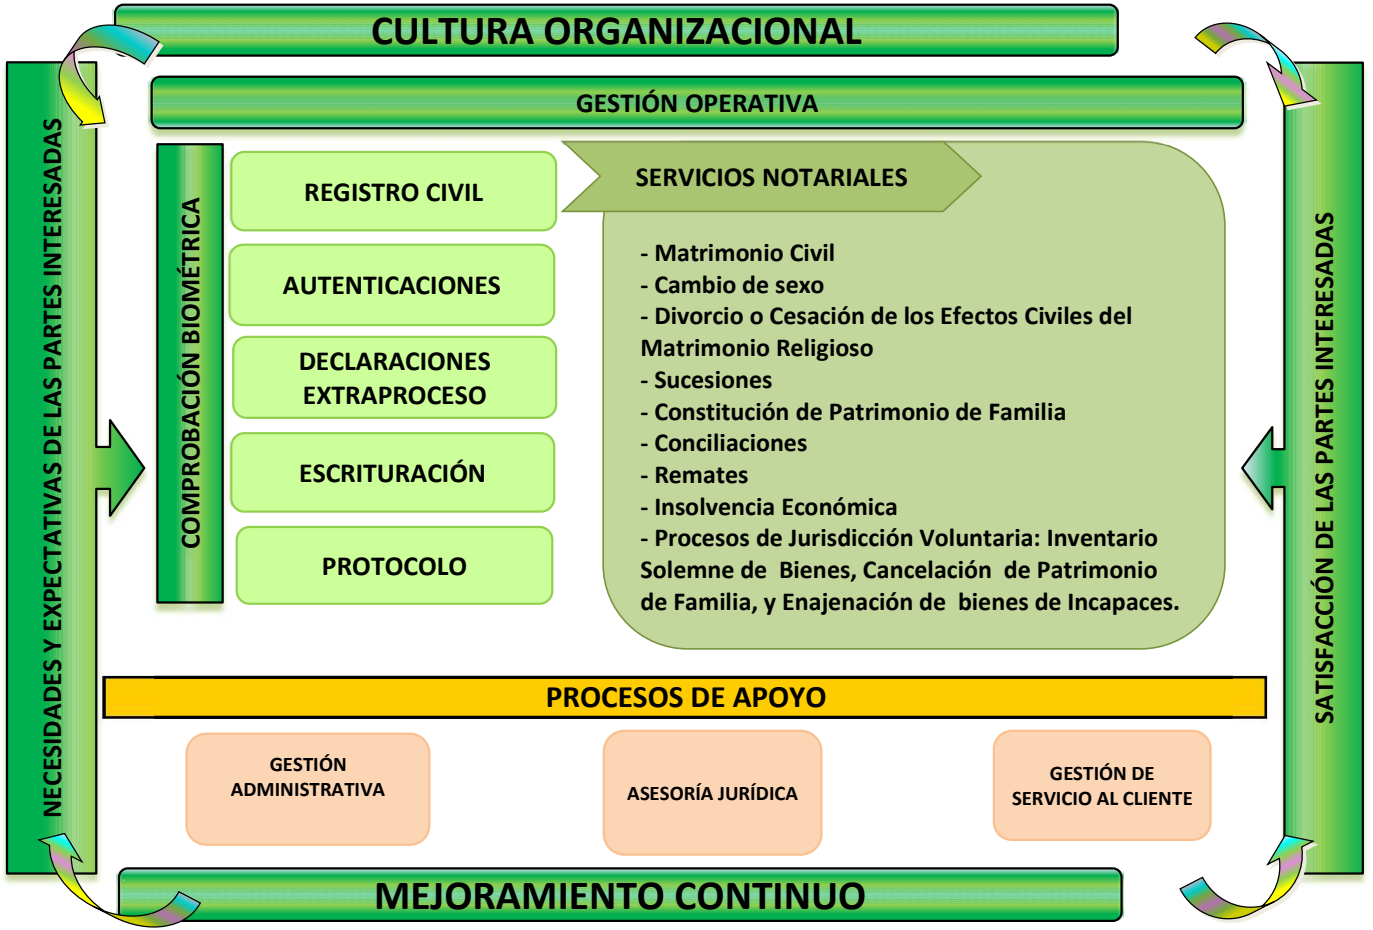 CULTURA ORGANIZACIONAL
NECESIDADES Y EXPECTATIVAS DE LAS PARTES INTERESADAS
GESTIÓN OPERATIVA
COMPROBACIÓN BIOMÉTRICA
REGISTRO CIVIL
AUTENTICACIONES
DECLARACIONES
EXTRAPROCESO
ESCRITURACIÓN
PROTOCOLO
SERVICIOS NOTARIALES
- Matrimonio Civil
- Cambio de sexo
- Divorcio o Cesación de los Efectos Civiles del
Matrimonio Religioso
- Sucesiones
- Constitución de Patrimonio de Familia
- Conciliaciones
- Remates
- Insolvencia Económica
- Procesos de Jurisdicción Voluntaria: Inventario
Solemne de Bienes, Cancelación de Patrimonio
de Familia, y Enajenación de bienes de Incapaces.
SATISFACCIÓN DE LAS PARTES INTERESADAS
PROCESOS DE APOYO
GESTIÓN
ADMINISTRATIVA
ASESORÍA JURÍDICA
GESTIÓN DE
SERVICIO AL CLIENTE
MEJORAMIENTO CONTINUO